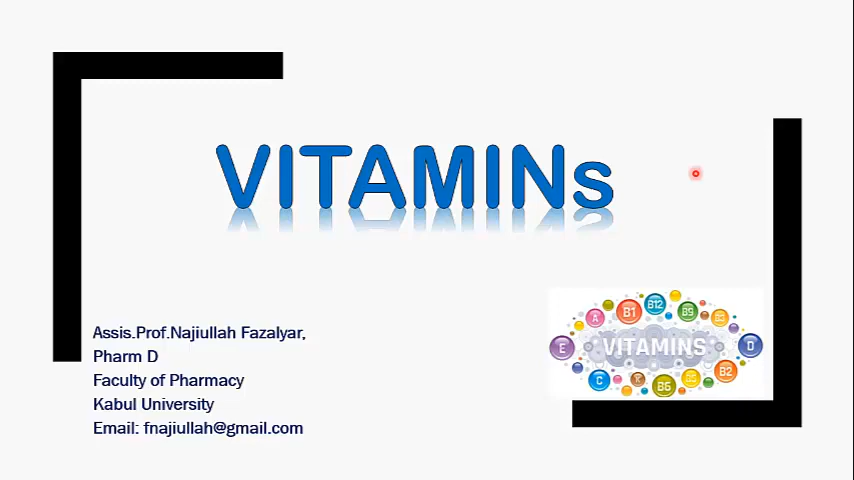 VITAMINs
Assis.Prof.Najiullah Fazalyar,
Pharm D
Faculty of Pharmacy
Kabul University
Email: fnajiullah@gmail.com
A
B1
B12
B9
B3
E
VITAMINS
D
C
K
B6
B5
B2